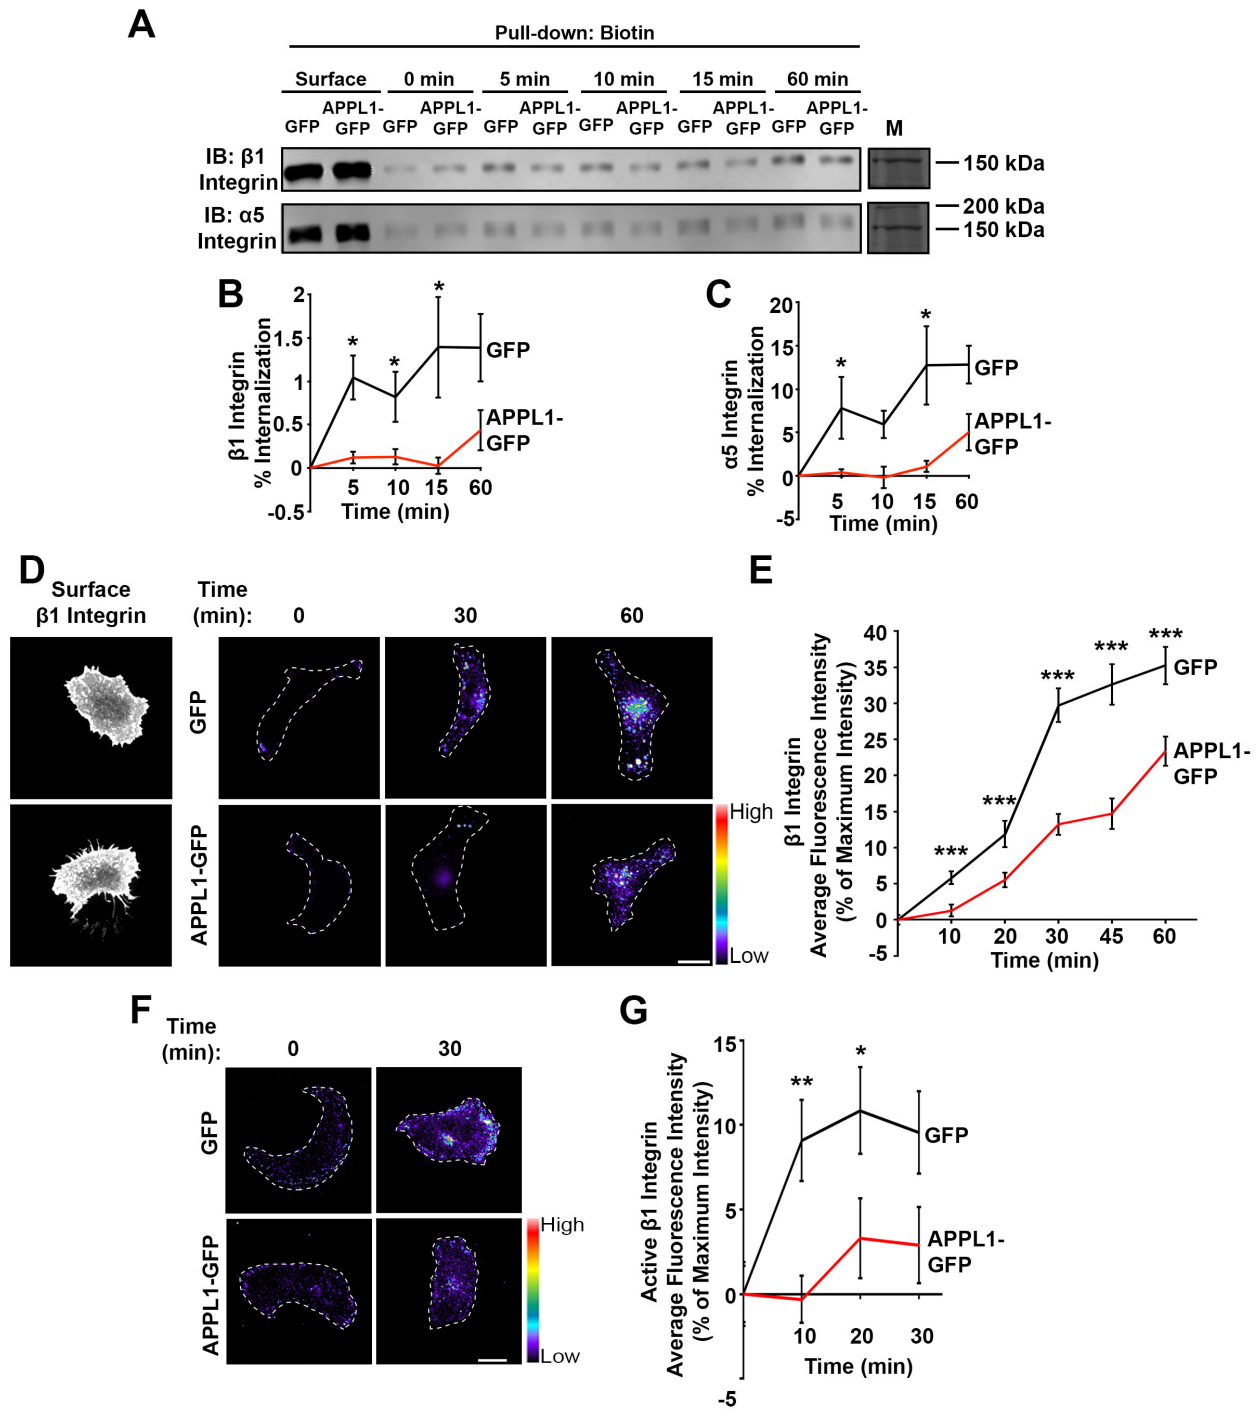 A
Pull-down: Biotin
Surface 0 min 5 min 10 min 15 min 60 min
GFP APPL1-GFP GFP APPL1-GFP GFP APPL1-GFP GFP APPL1-GFP GFP APPL1-GFP GFP APPL1-GFP M
IB: β1
Integrin
150 kDa
IB: α5
Integrin
200 kDa
150 kDa
B
β1 Integrin
% Internalization
2
1.5
1
0.5
0
-0.5
* * *
GFP
APPL1-
GFP
5 10 15 60
Time (min)
C
α5 Integrin
% Internalization
20
15
10
5
0
-5
* *
GFP
APPL1-
GFP
5 10 15 60
Time (min)
D
Surface
β1 Integrin
Time
(min):
0 30 60
GFP
APPL1-GFP
High
Low
E
β1 Integrin
Average Fluorescence Intensity
(% of Maximum Intensity)
40
35
30
25
20
15
10
5
0
-5
*** *** *** *** ***
GFP
APPL1-
GFP
10 20 30 45 60
Time (min)
F
Time
(min):
0 30
GFP
APPL1-GFP
High
Low
G
Active β1 Integrin
Average Fluorescence Intensity
(% of Maximum Intensity)
15
10
5
0
-5
** *
GFP
APPL1-
GFP
10 20 30
Time (min)